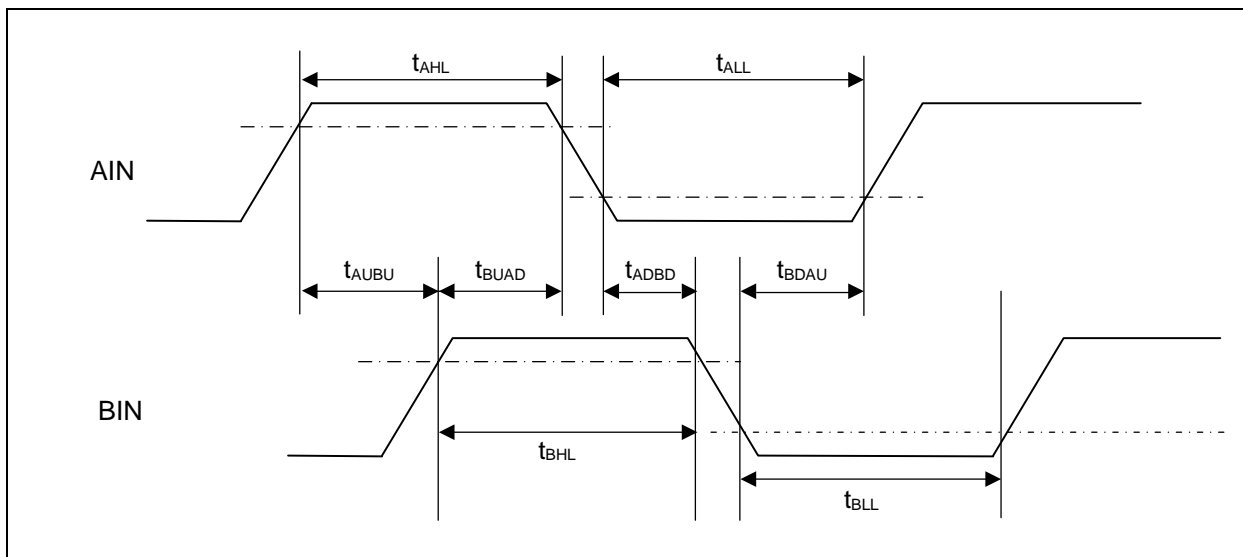 tAHL tALL
AIN
tAUBU tBUAD tADBD tBDAU
BIN
tBHL
tBLL